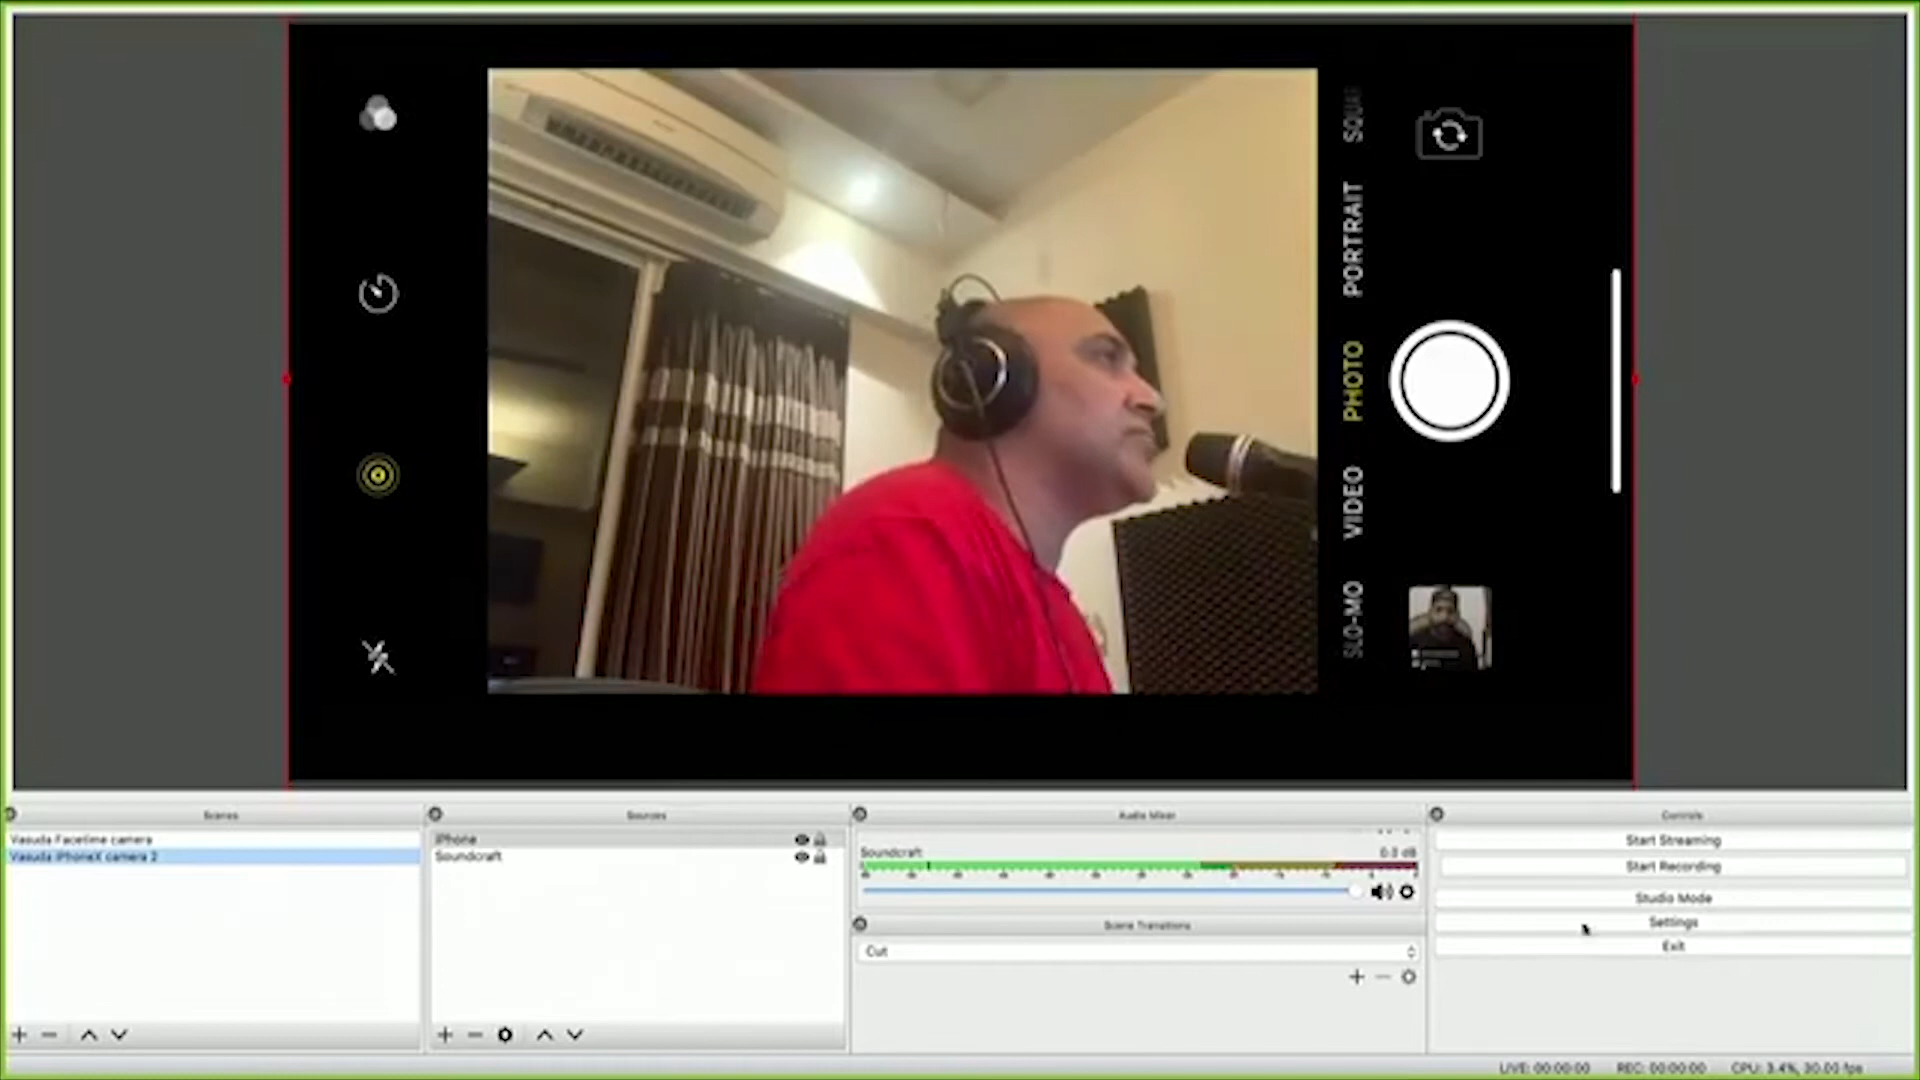 SQUAR
PORTRAIT
PHOTO
VIDEO
SLO-MO
Scenes
Vasuda Facetime camera
Vasuda iPhoneX camera 2
Sources
iPhone
Soundcraft
Audio Mixer
Soundcraft
0.0 dB
Scene Transitions
Cut
Controls
Start Streaming
Start Recording
Studio Mode
Settings
Exit
LIVE: 00:00:00
REC: 00:00:00
CPU: 3.4%, 30.00 fps